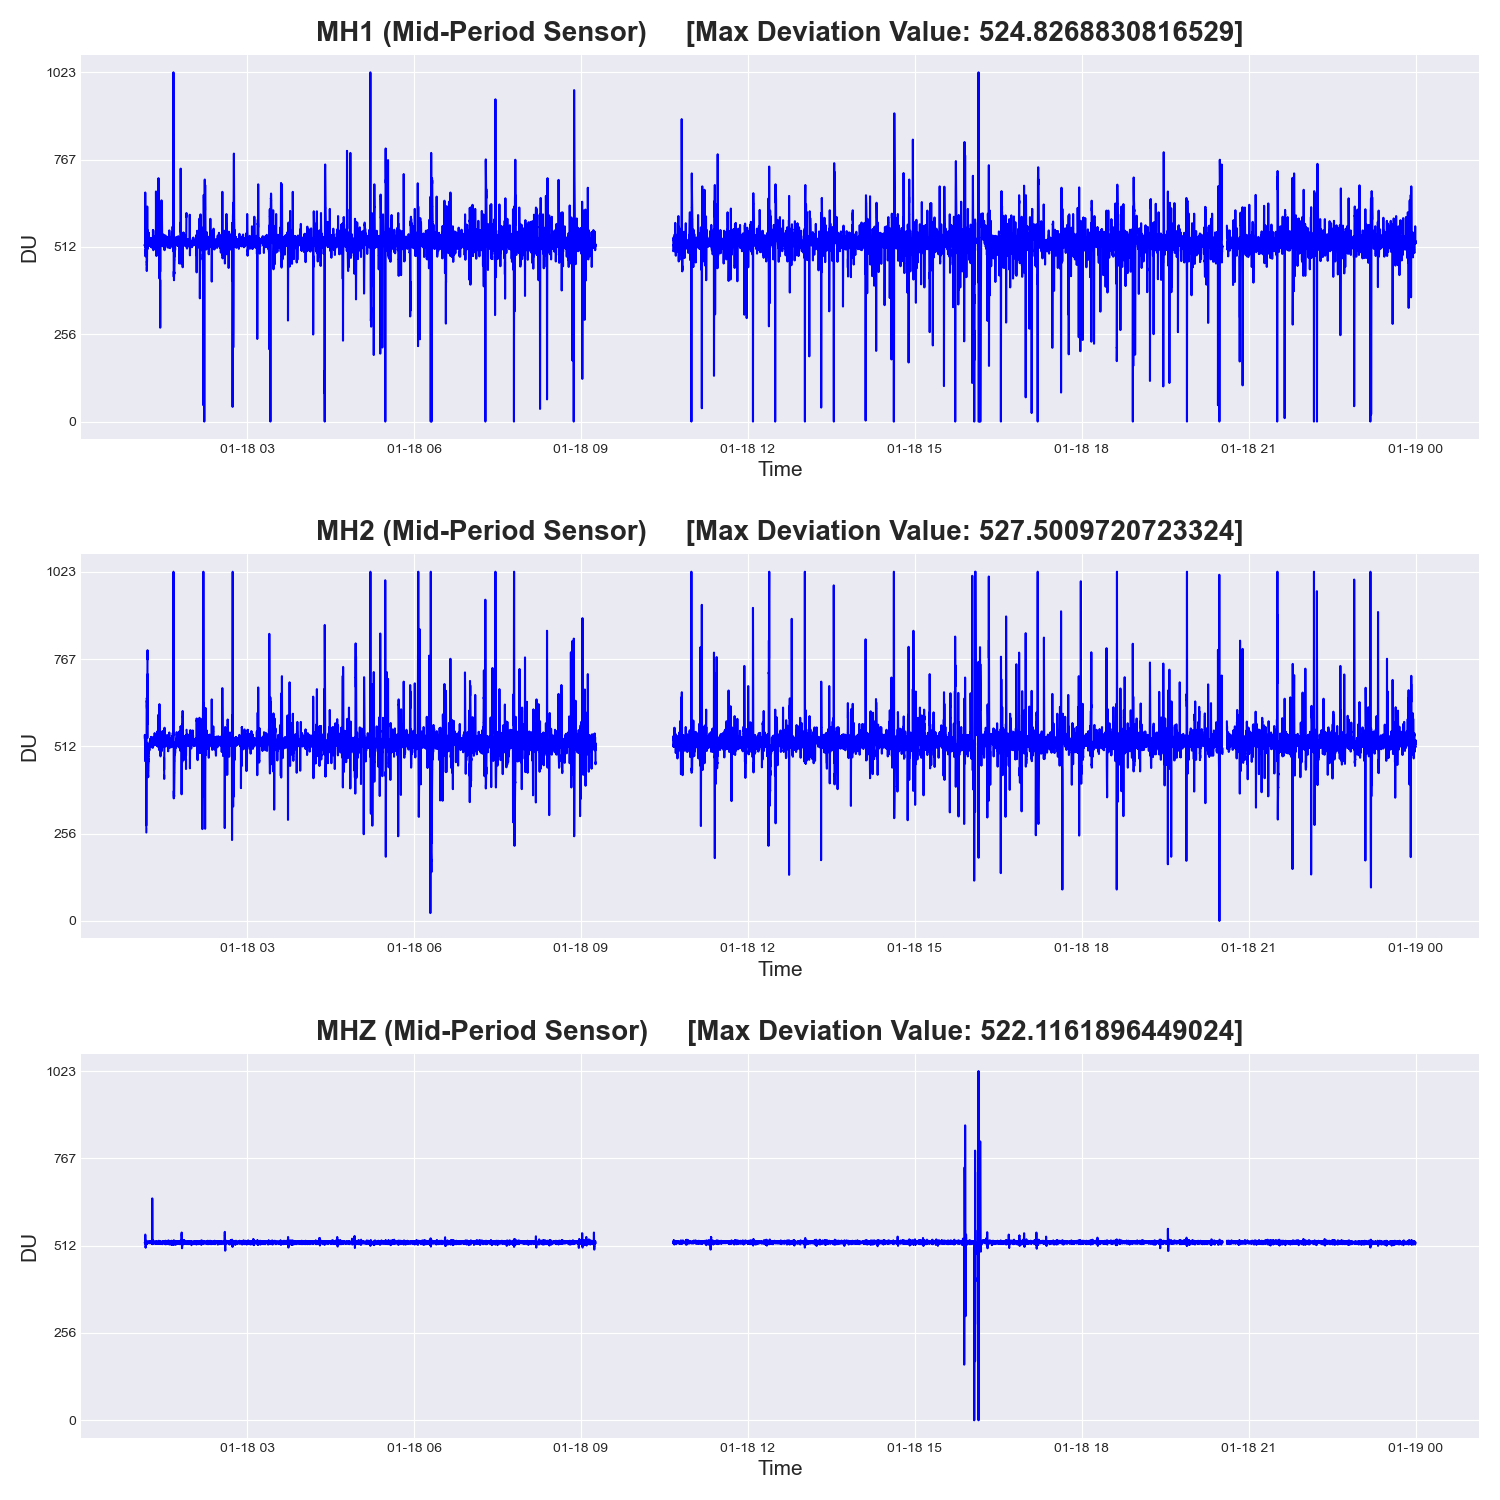 MH1 (Mid-Period Sensor) [Max Deviation Value: 524.8268830816529]
1023
767
512
256
0
DU
01-18 03 01-18 06 01-18 09 01-18 12 01-18 15 01-18 18 01-18 21 01-19 00
Time
MH2 (Mid-Period Sensor) [Max Deviation Value: 527.5009720723324]
1023
767
512
256
0
DU
01-18 03 01-18 06 01-18 09 01-18 12 01-18 15 01-18 18 01-18 21 01-19 00
Time
MHZ (Mid-Period Sensor) [Max Deviation Value: 522.1161896449024]
1023
767
512
256
0
DU
01-18 03 01-18 06 01-18 09 01-18 12 01-18 15 01-18 18 01-18 21 01-19 00
Time